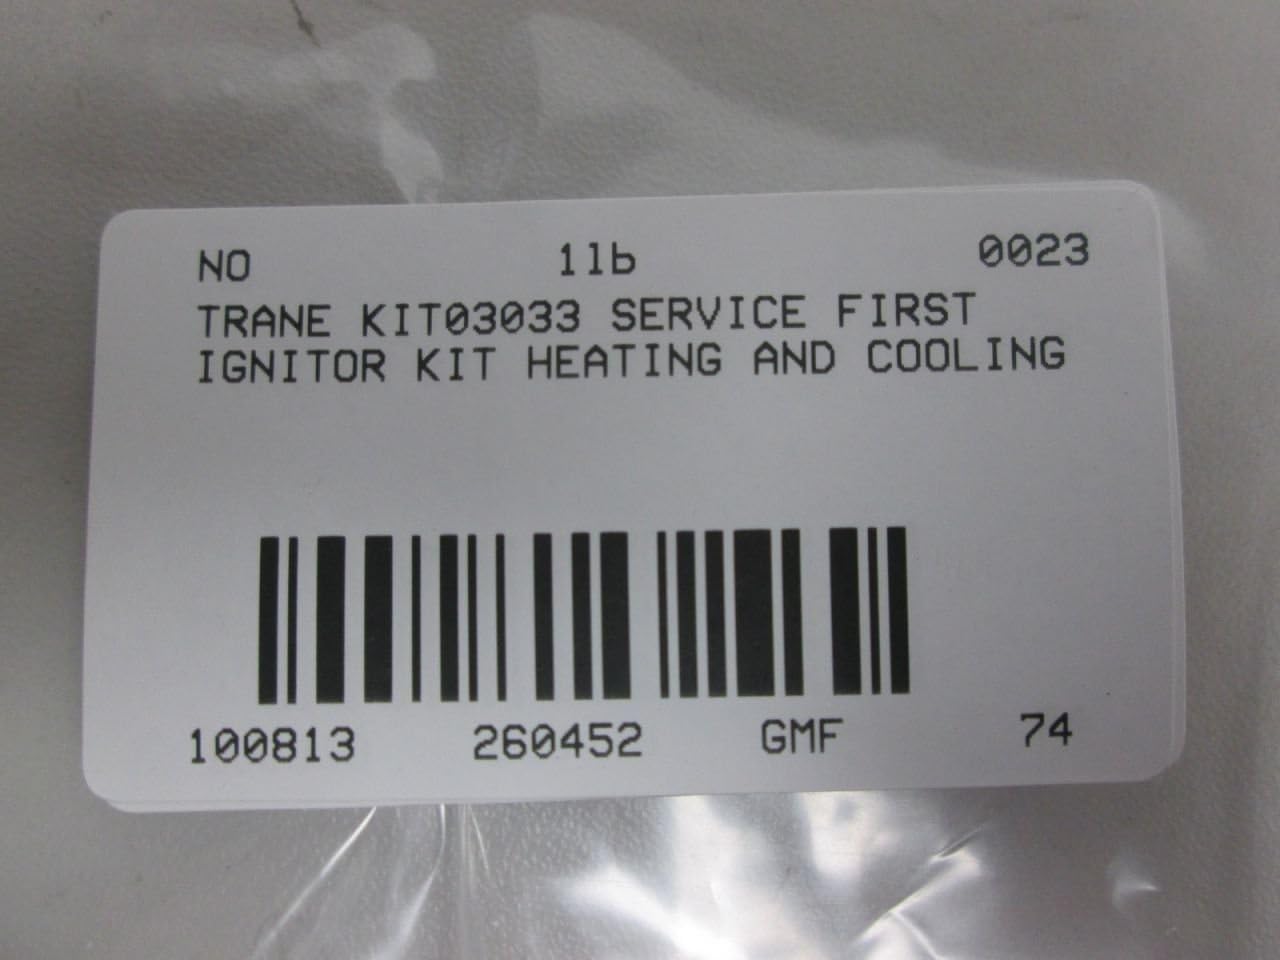 NO 1lb 0023
TRANE KIT03033 SERVICE FIRST
IGNITOR KIT HEATING AND COOLING
100813 260452 GMF 74